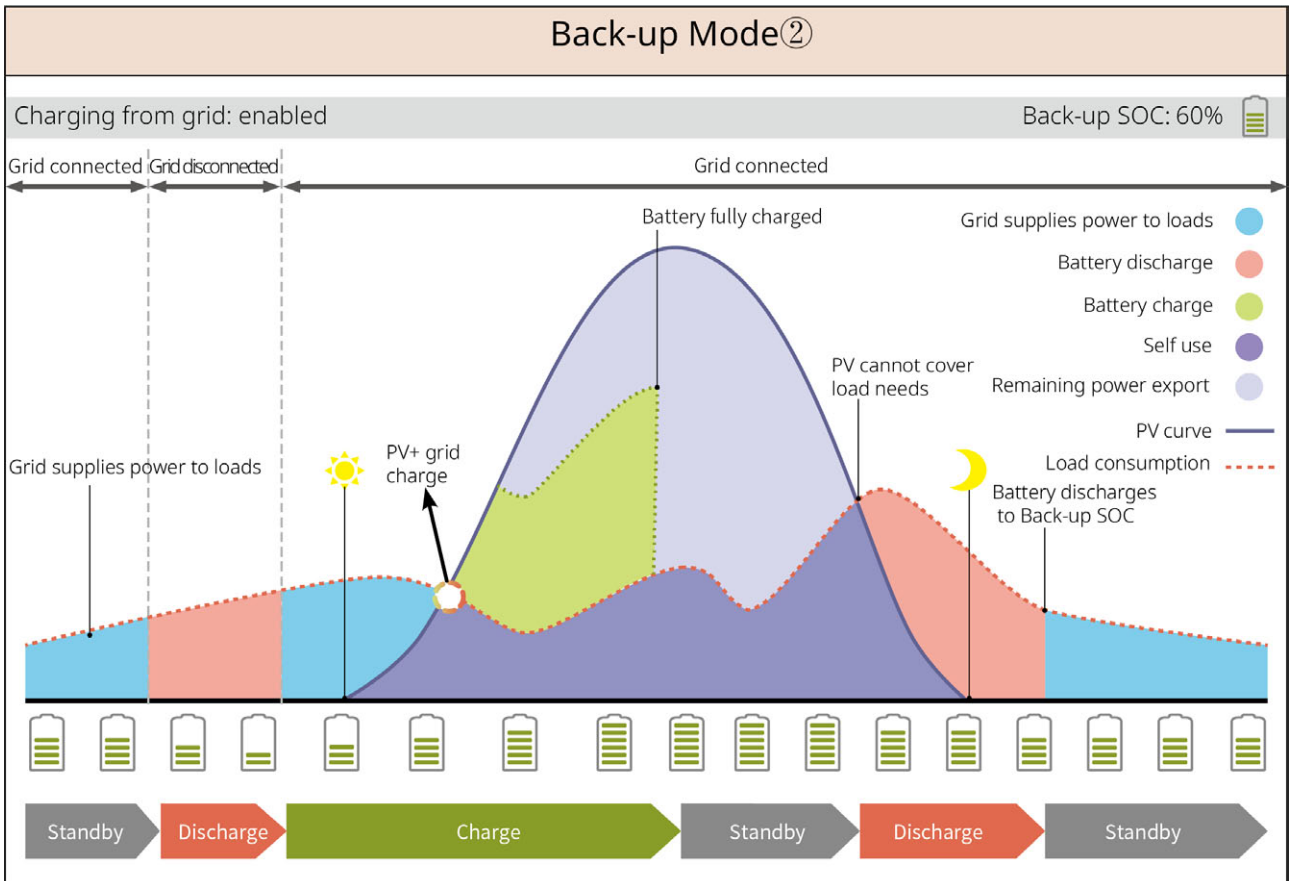 Back-up Mode②
Charging from grid: enabled
Back-up SOC: 60%
Grid connected
Grid disconnected
Grid connected
Battery fully charged
Grid supplies power to loads
Battery discharge
Battery charge
Self use
Remaining power export
PV curve
Load consumption
PV cannot cover
load needs
Grid supplies power to loads
PV+ grid
charge
Battery discharges
to Back-up SOC
Standby
Discharge
Charge
Standby
Discharge
Standby